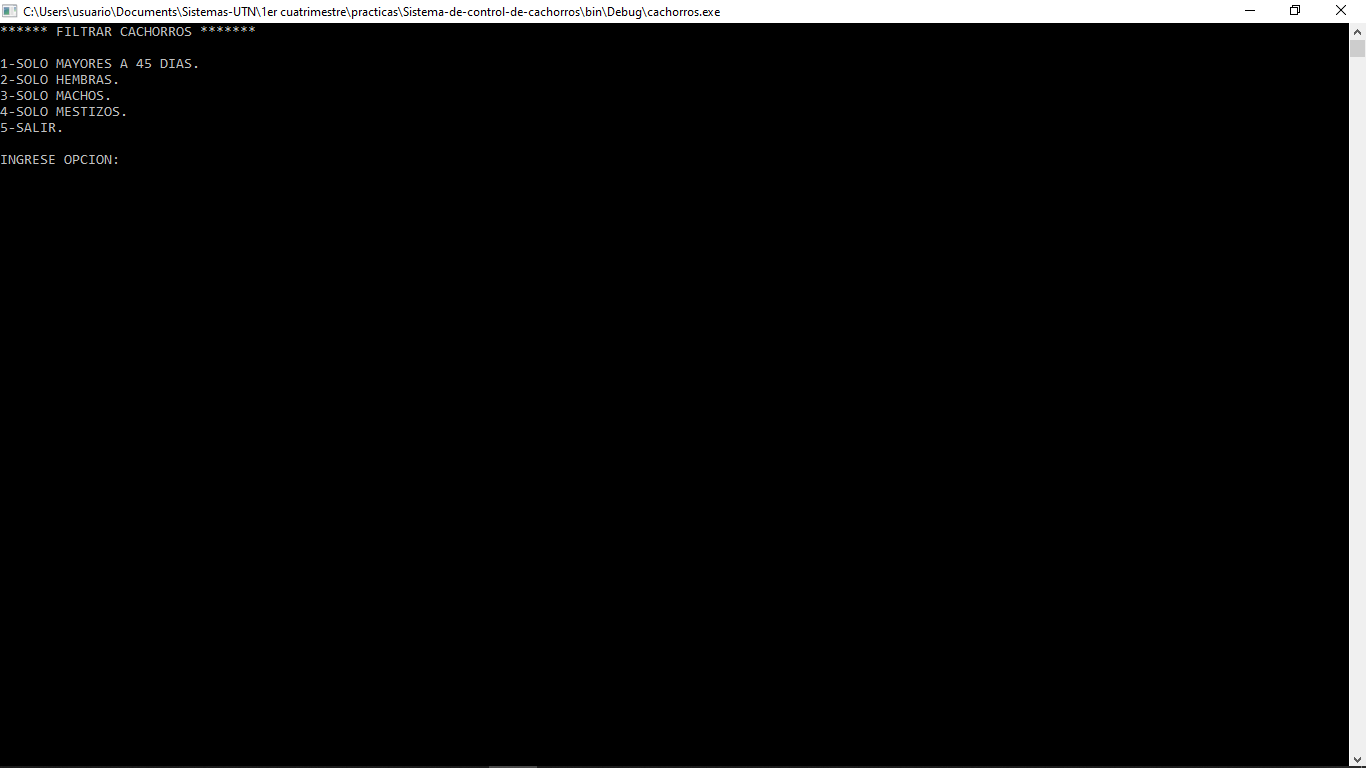 C:\Users\usuario\Documents\Sistemas-UTN\1er cuatrimestre\practicas\Sistema-de-control-de-cachorros\bin\Debug\cachorros.exe
****** FILTRAR CACHORROS *******
1-SOLO MAYORES A 45 DIAS.
2-SOLO HEMBRAS.
3-SOLO MACHOS.
4-SOLO MESTIZOS.
5-SALIR.
INGRESE OPCION: